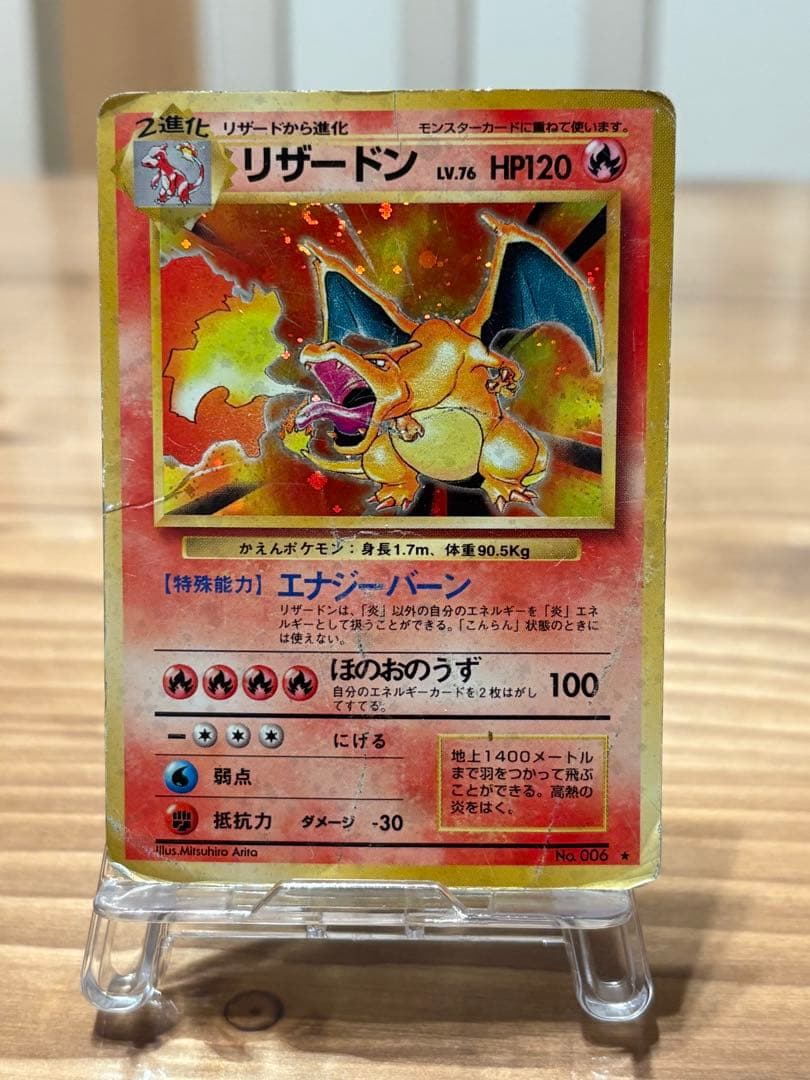 2進化 リザードから進化 モンスターカードに重ねて使います。
リザードン LV.76 HP120
かえんポケモン：身長1.7m、体重90.5Kg
【特殊能力】 エナジーバーン
リザードンは、「炎」以外の自分のエネルギーを「炎」エネ
ルギーとして扱うことができる。「こんらん」状態のときに
は使えない。
ほのおのうず 100
自分のエネルギーカードを2枚はがし
てすてる。
にげる
弱点
抵抗力 ダメージ -30
地上1400メートル
まで羽をつかって飛ぶ
ことができる。高熱の
炎をはく。
Illus.Mitsuhiro Arita No. 006 ★